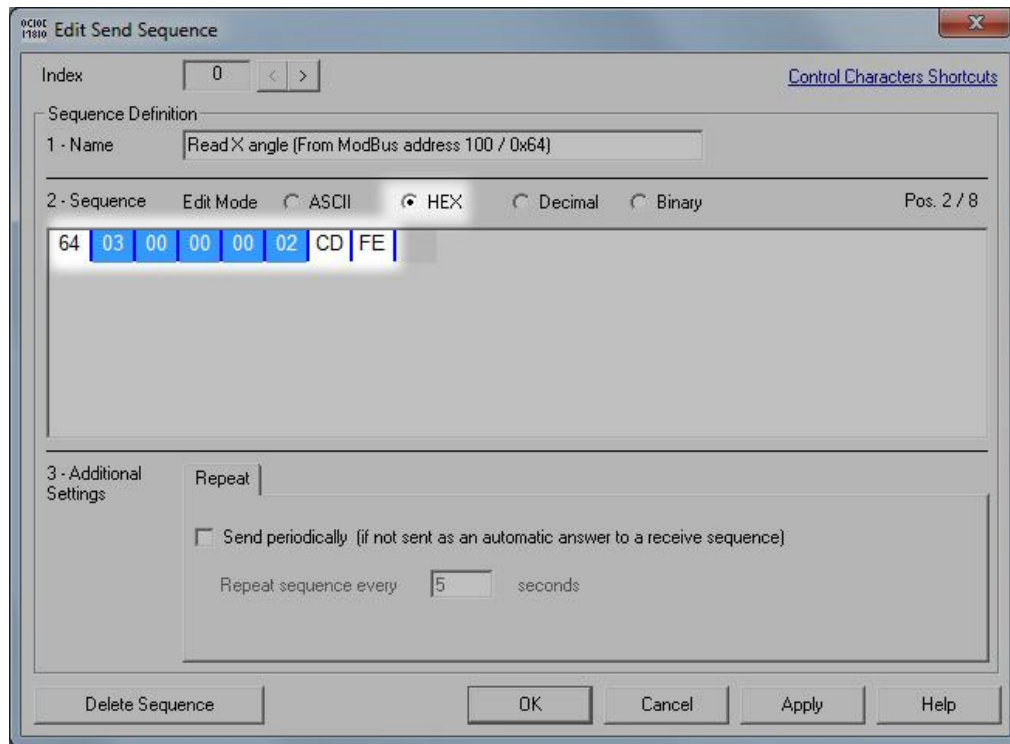 Edit Send Sequence
Index 0 < > Control Characters Shortcuts
Sequence Definition
1 - Name Read X angle (From ModBus address 100 / 0x64)
2 - Sequence Edit Mode ASCII HEX Decimal Binary Pos. 2 / 8
64 03 00 00 00 02 CD FE
3 - Additional
Settings
Repeat
Send periodically (if not sent as an automatic answer to a receive sequence)
Repeat sequence every 5 seconds
Delete Sequence OK Cancel Apply Help